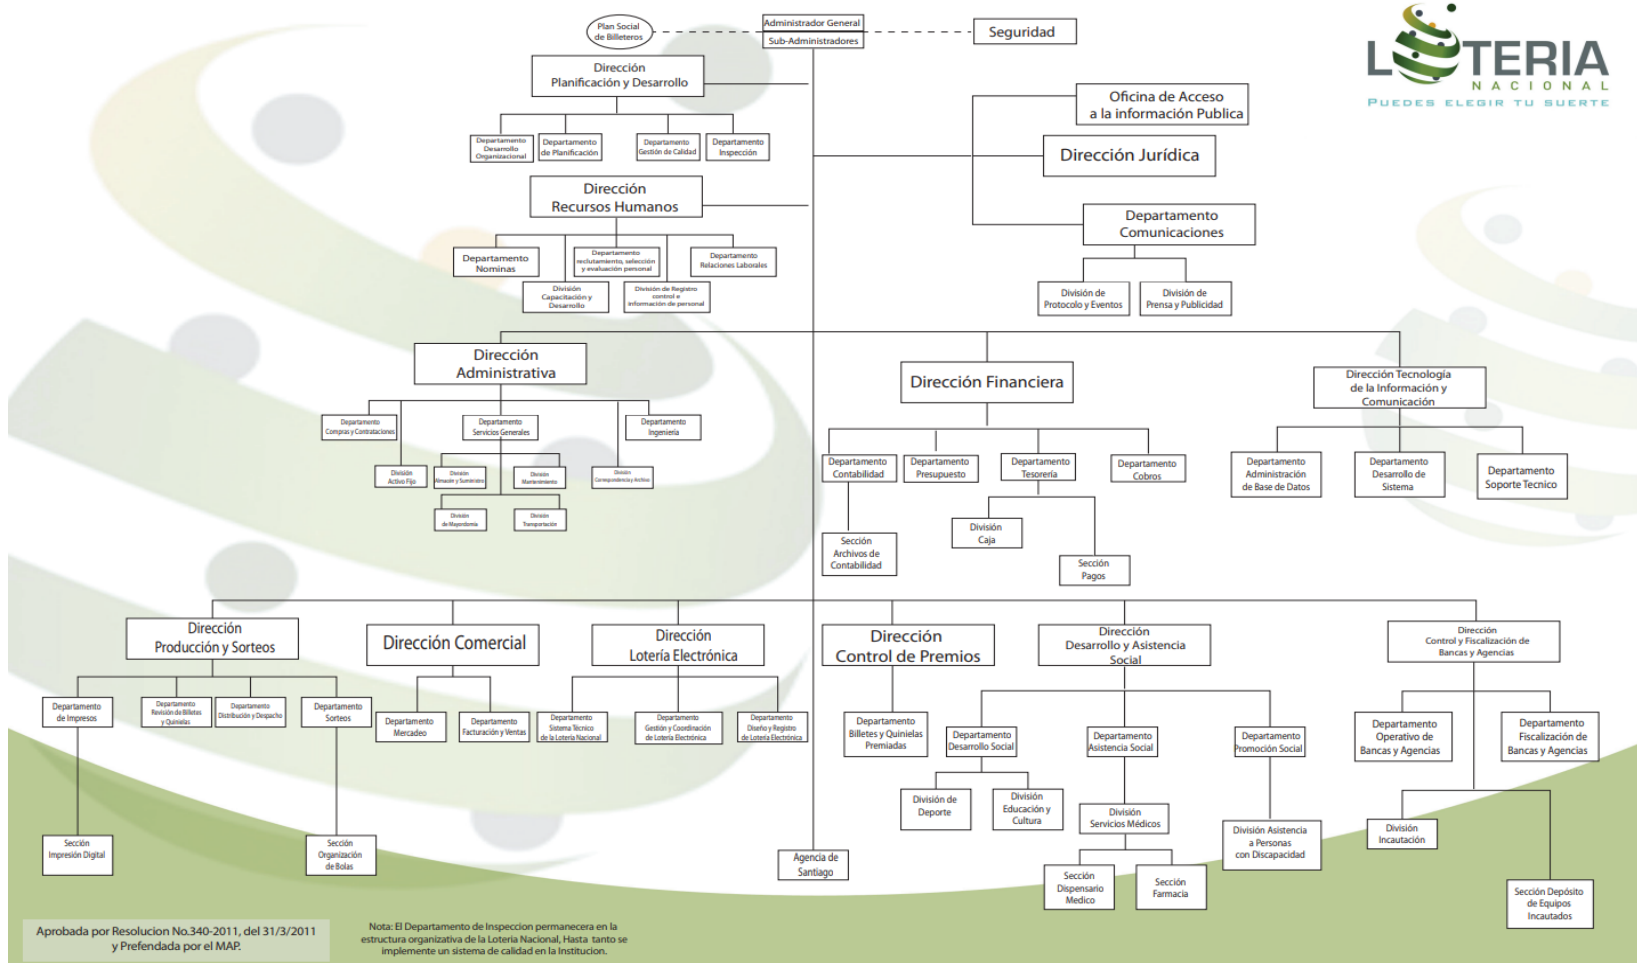 Plan Social
de Billeteros
Administrador General
Sub-Administradores
Seguridad
LOTERIA
NACIONAL
PUEDES ELEGIR TU SUERTE
Dirección
Planificación y Desarrollo
Departamento
Desarrollo
Organizacional
Departamento
de Planificación
Departamento
Gestión de Calidad
Departamento
Inspección
Oficina de Acceso
a la información Publica
Dirección Jurídica
Dirección
Recursos Humanos
Departamento
Nominas
Departamento
reclutamiento, selección
y evaluación personal
Departamento
Relaciones Laborales
División
Capacitación y
Desarrollo
División de Registro
control e
información de personal
Departamento
Comunicaciones
División de
Protocolo y Eventos
División de
Prensa y Publicidad
Dirección
Administrativa
Departamento
Compras y Contrataciones
Departamento
Servicios Generales
Departamento
Ingeniería
División
Activo Fijo
División
Almacén y Suministro
División
Mantenimiento
División
Correspondencia y Archivo
División
de Mayordomía
División
Transportación
Dirección Financiera
Departamento
Contabilidad
Departamento
Presupuesto
Departamento
Tesorería
Departamento
Cobros
Sección
Archivos de
Contabilidad
División
Caja
Sección
Pagos
Dirección Tecnología
de la Información y
Comunicación
Departamento
Administración
de Base de Datos
Departamento
Desarrollo de
Sistema
Departamento
Soporte Tecnico
Dirección
Producción y Sorteos
Departamento
de Impresos
Departamento
Revisión de Billetes
y Quinielas
Departamento
Distribución y Despacho
Departamento
Sorteos
Sección
Impresión Digital
Sección
Organización
de Bolas
Dirección Comercial
Departamento
Mercadeo
Departamento
Facturación y Ventas
Dirección
Lotería Electrónica
Departamento
Sistema Técnico
de la Lotería Nacional
Departamento
Gestión y Coordinación
de Lotería Electrónica
Departamento
Diseño y Registro
de Lotería Electrónica
Dirección
Control de Premios
Departamento
Billetes y Quinielas
Premiadas
Dirección
Desarrollo y Asistencia
Social
Departamento
Desarrollo Social
Departamento
Asistencia Social
Departamento
Promoción Social
División de
Deporte
División
Educación y
Cultura
División
Servicios Médicos
División Asistencia
a Personas
con Discapacidad
Sección
Dispensario
Medico
Sección
Farmacia
Dirección
Control y Fiscalización de
Bancas y Agencias
Departamento
Operativo de
Bancas y Agencias
Departamento
Fiscalización de
Bancas y Agencias
División
Incautación
Sección Depósito
de Equipos
Incautados
Agencia de
Santiago
Aprobada por Resolucion No.340-2011, del 31/3/2011
y Prefendada por el MAP.
Nota: El Departamento de Inspeccion permanecera en la
estructura organizativa de la Loteria Nacional, Hasta tanto se
implemente un sistema de calidad en la Institucion.